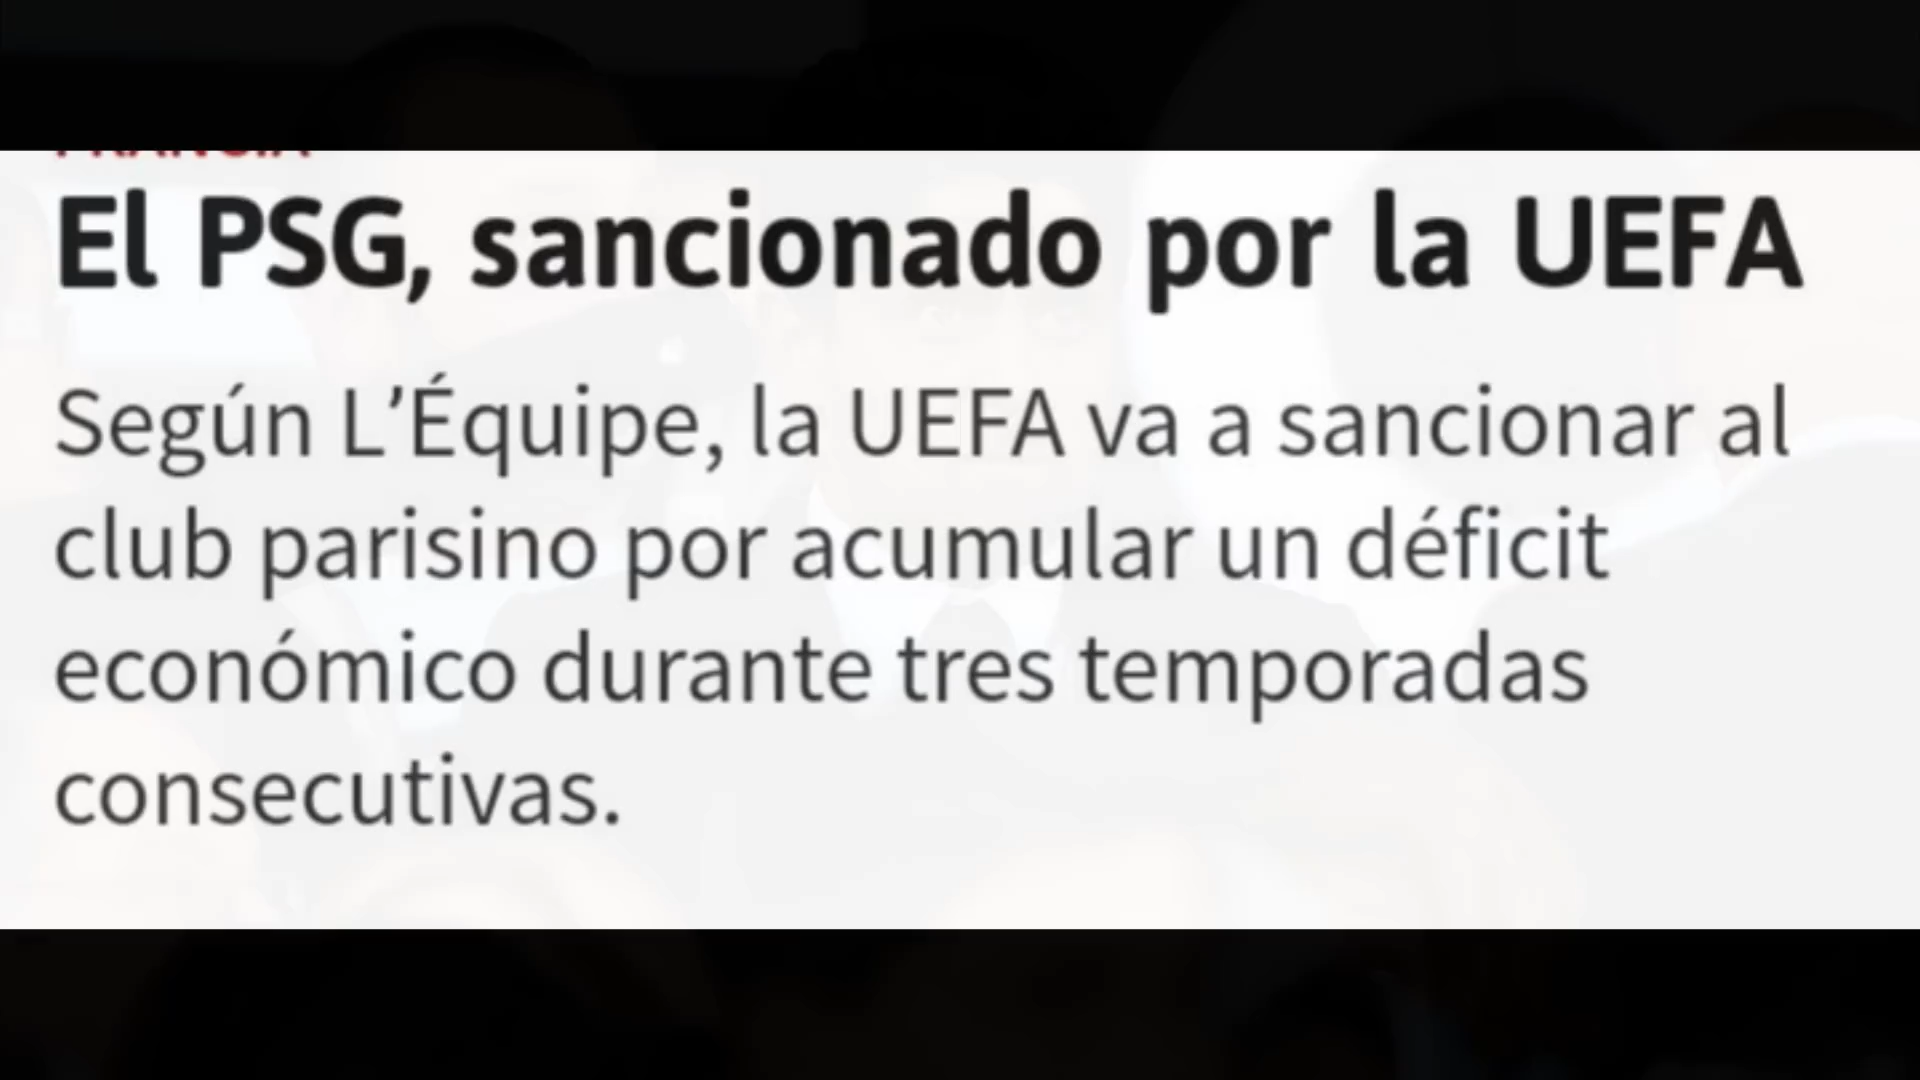 El PSG, sancionado por la UEFA
Según L’Équipe, la UEFA va a sancionar al
club parisino por acumular un déficit
económico durante tres temporadas
consecutivas.